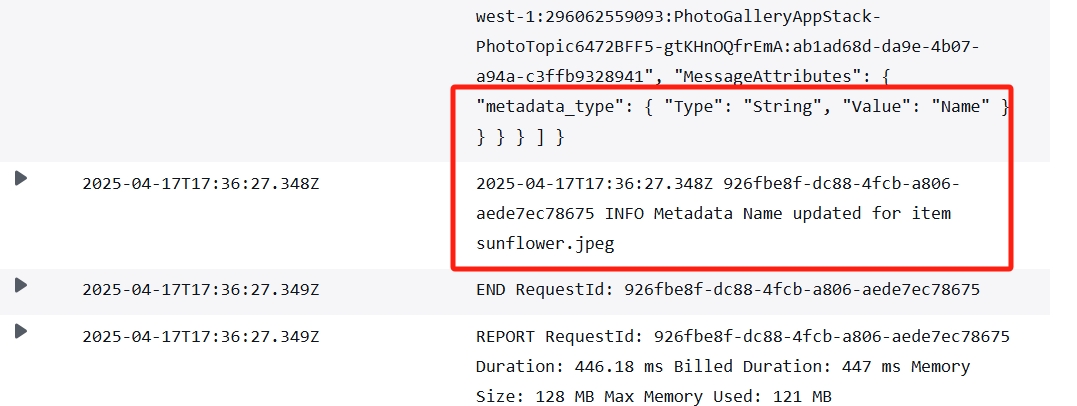 west-1:296062559093:PhotoGalleryAppStack-
PhotoTopic6472BFF5-gtKHnOQfrEmA:ab1ad68d-da9e-4b07-
a94a-c3ffb9328941", "MessageAttributes": {
"metadata_type": { "Type": "String", "Value": "Name" }
} } } ] }
2025-04-17T17:36:27.348Z 2025-04-17T17:36:27.348Z 926fbe8f-dc88-4fcb-a806-
aede7ec78675 INFO Metadata Name updated for item
sunflower.jpeg
2025-04-17T17:36:27.349Z END RequestId: 926fbe8f-dc88-4fcb-a806-aede7ec78675
2025-04-17T17:36:27.349Z REPORT RequestId: 926fbe8f-dc88-4fcb-a806-aede7ec78675
Duration: 446.18 ms Billed Duration: 447 ms Memory
Size: 128 MB Max Memory Used: 121 MB